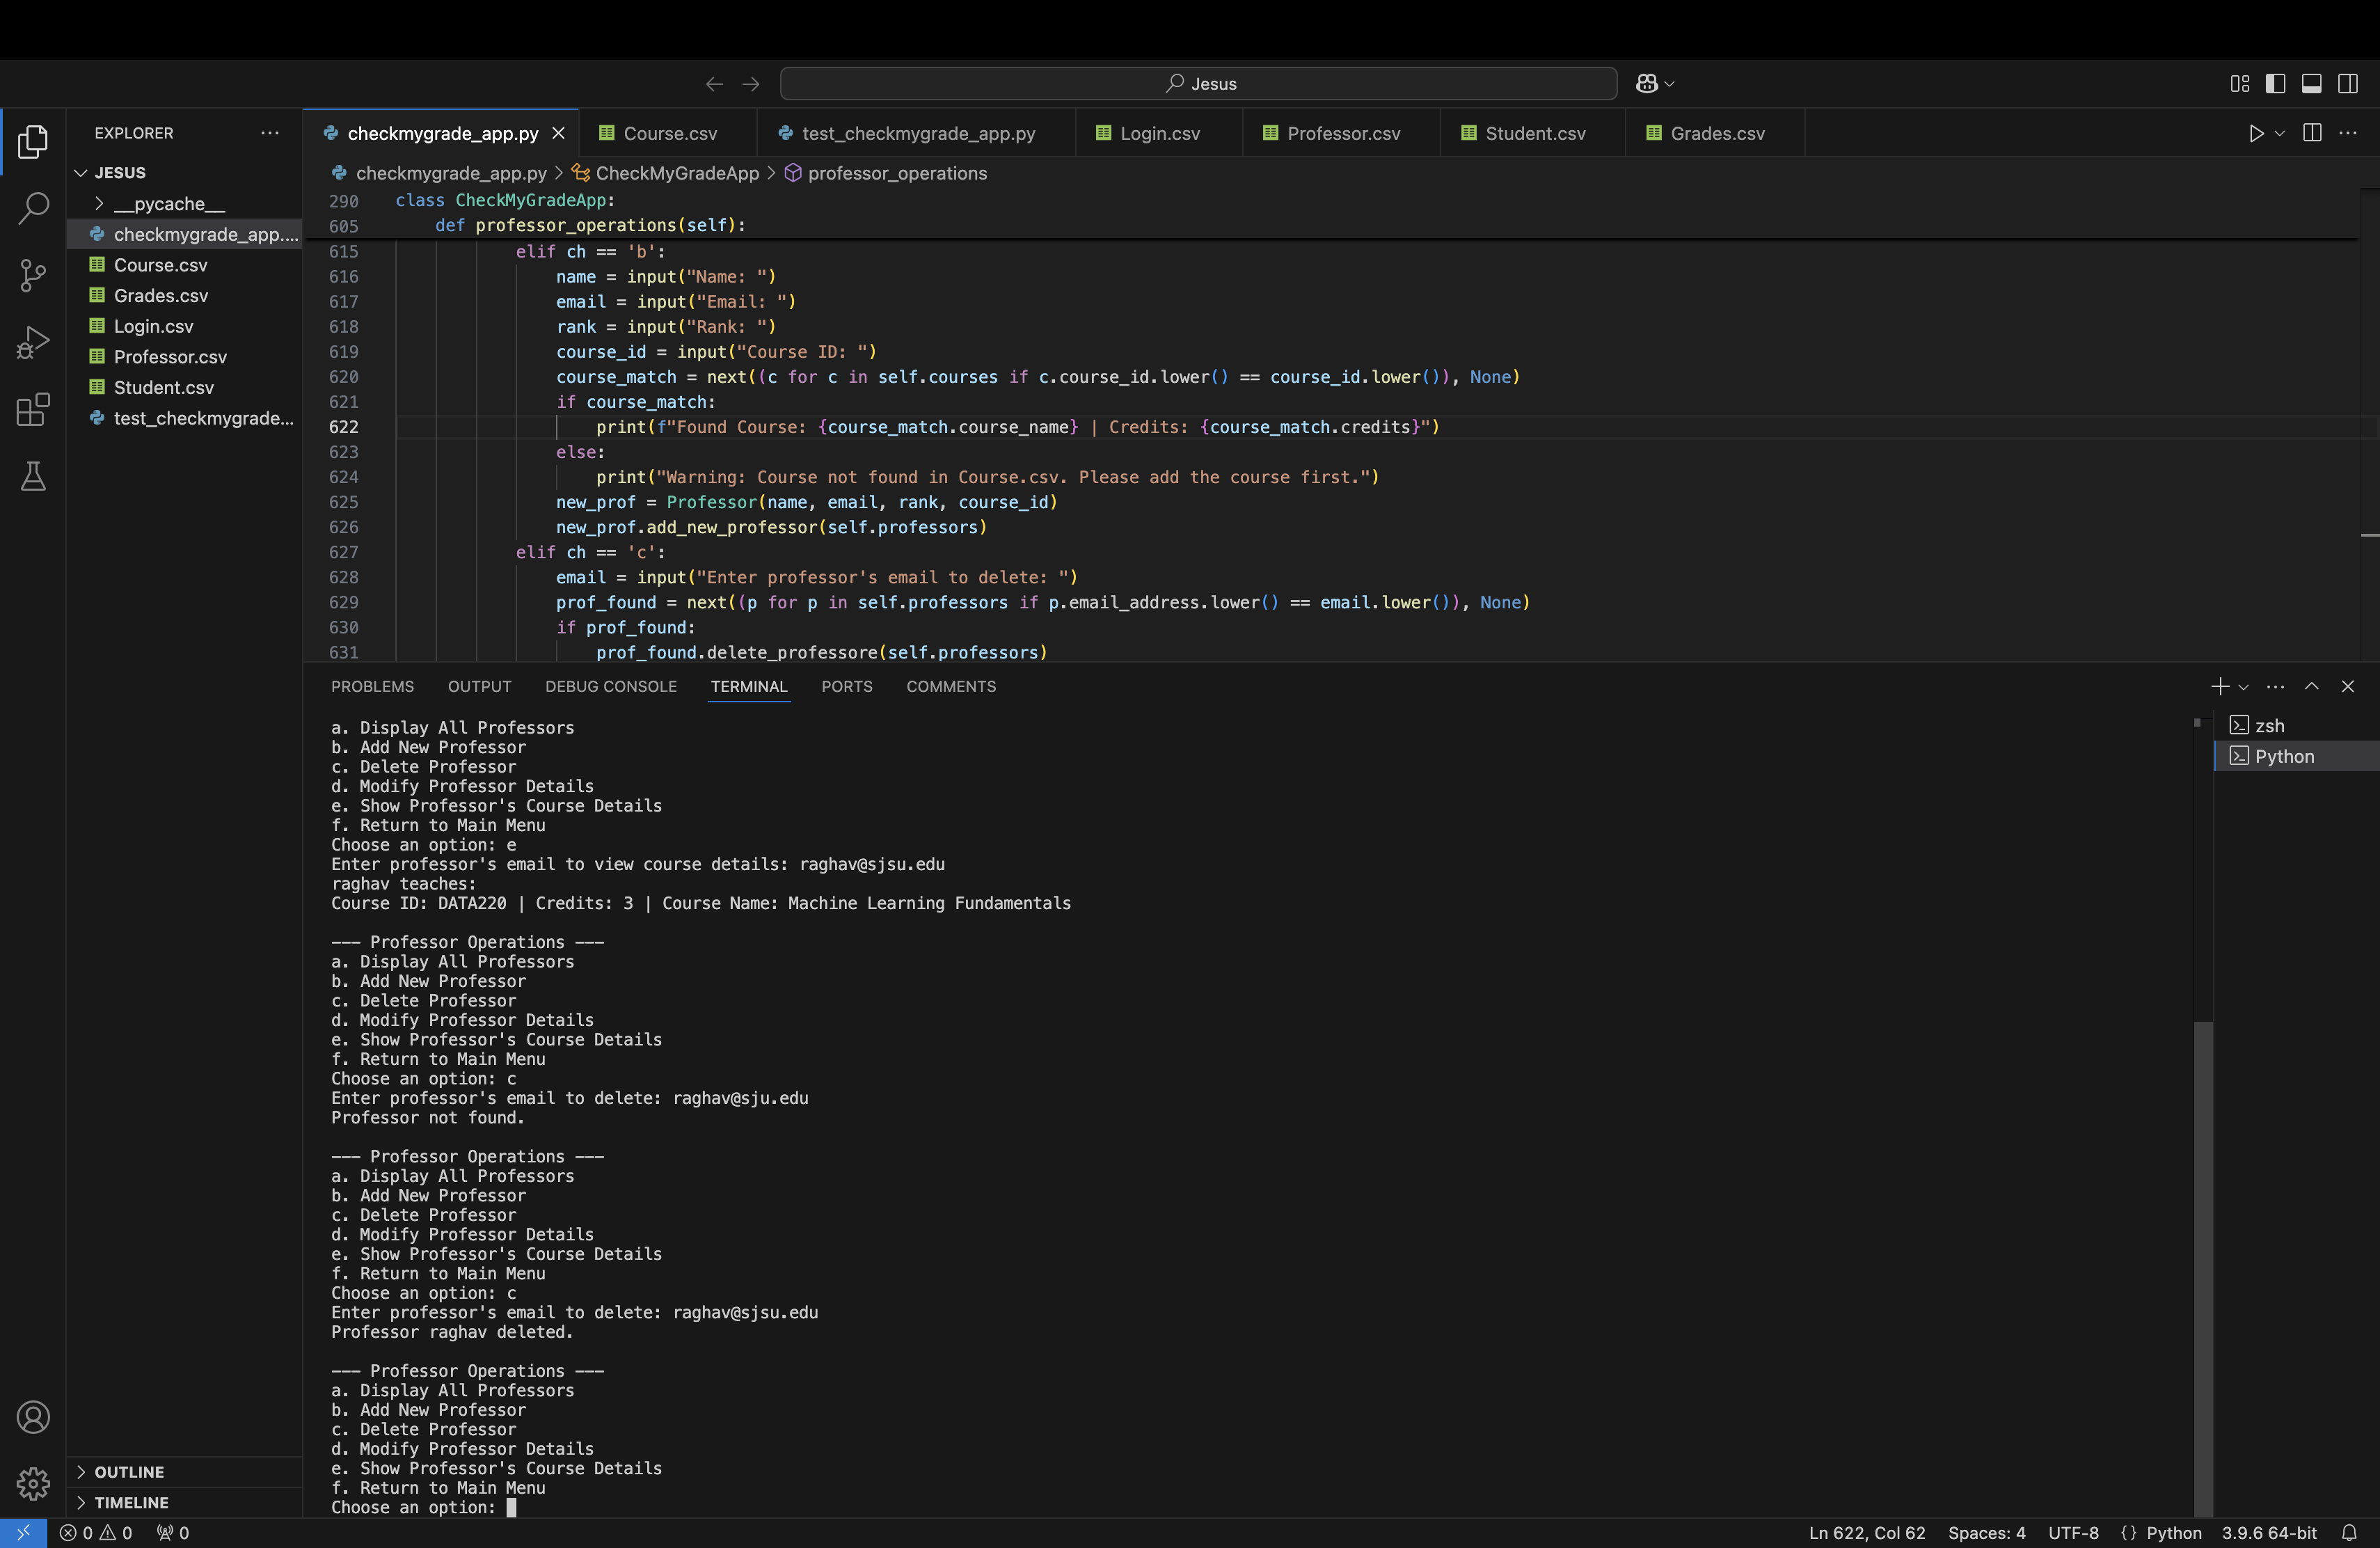 Jesus
EXPLORER
JESUS
__pycache__
checkmygrade_app....
Course.csv
Grades.csv
Login.csv
Professor.csv
Student.csv
test_checkmygrade...
OUTLINE
TIMELINE
checkmygrade_app.py
Course.csv
test_checkmygrade_app.py
Login.csv
Professor.csv
Student.csv
Grades.csv
checkmygrade_app.py > CheckMyGradeApp > professor_operations
290 class CheckMyGradeApp:
605     def professor_operations(self):
615             elif ch == 'b':
616                 name = input("Name: ")
617                 email = input("Email: ")
618                 rank = input("Rank: ")
619                 course_id = input("Course ID: ")
620                 course_match = next((c for c in self.courses if c.course_id.lower() == course_id.lower()), None)
621                 if course_match:
622                     print(f"Found Course: {course_match.course_name} | Credits: {course_match.credits}")
623                 else:
624                     print("Warning: Course not found in Course.csv. Please add the course first.")
625                 new_prof = Professor(name, email, rank, course_id)
626                 new_prof.add_new_professor(self.professors)
627             elif ch == 'c':
628                 email = input("Enter professor's email to delete: ")
629                 prof_found = next((p for p in self.professors if p.email_address.lower() == email.lower()), None)
630                 if prof_found:
631                     prof_found.delete_professore(self.professors)
PROBLEMS OUTPUT DEBUG CONSOLE TERMINAL PORTS COMMENTS
a. Display All Professors
b. Add New Professor
c. Delete Professor
d. Modify Professor Details
e. Show Professor's Course Details
f. Return to Main Menu
Choose an option: e
Enter professor's email to view course details: raghav@sjsu.edu
raghav teaches:
Course ID: DATA220 | Credits: 3 | Course Name: Machine Learning Fundamentals
--- Professor Operations ---
a. Display All Professors
b. Add New Professor
c. Delete Professor
d. Modify Professor Details
e. Show Professor's Course Details
f. Return to Main Menu
Choose an option: c
Enter professor's email to delete: raghav@sju.edu
Professor not found.
--- Professor Operations ---
a. Display All Professors
b. Add New Professor
c. Delete Professor
d. Modify Professor Details
e. Show Professor's Course Details
f. Return to Main Menu
Choose an option: c
Enter professor's email to delete: raghav@sjsu.edu
Professor raghav deleted.
--- Professor Operations ---
a. Display All Professors
b. Add New Professor
c. Delete Professor
d. Modify Professor Details
e. Show Professor's Course Details
f. Return to Main Menu
Choose an option:
zsh
Python
0 0 0
Ln 622, Col 62 Spaces: 4 UTF-8 {} Python 3.9.6 64-bit